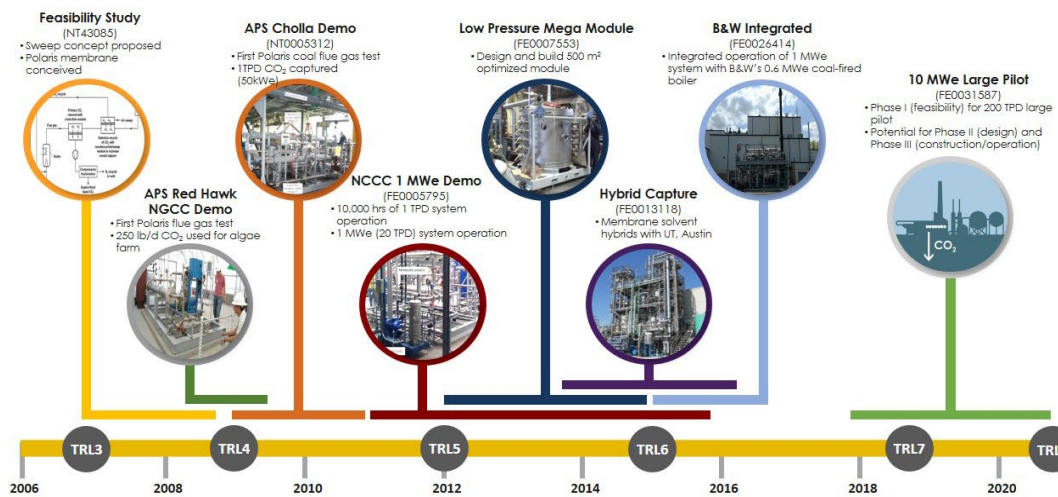 Feasibility Study
(NT43085)
• Sweep concept proposed
• Polaris membrane
conceived
APS Cholla Demo
(NT0005312)
• First Polaris coal flue gas test
• 1TPD CO₂ captured
(50kWe)
Low Pressure Mega Module
(FE0007553)
• Design and build 500 m²
optimized module
B&W Integrated
(FE0026414)
• Integrated operation of 1 MWe
system with B&W's 0.6 MWe coal-fired
boiler
10 MWe Large Pilot
(FE0031587)
• Phase I (feasibility) for 200 TPD large
pilot
• Potential for Phase II (design) and
Phase III (construction/operation)
APS Red Hawk
NGCC Demo
• First Polaris flue gas test
• 250 lb/d CO₂ used for algae
farm
NCCC 1 MWe Demo
(FE0005795)
• 10,000 hrs of 1 TPD system
operation
• 1 MWe (20 TPD) system operation
Hybrid Capture
(FE0013118)
• Membrane solvent
hybrids with UT, Austin
CO₂
TRL3
TRL4
TRL5
TRL6
TRL7
TRL
2006
2008
2010
2012
2014
2016
2018
2020